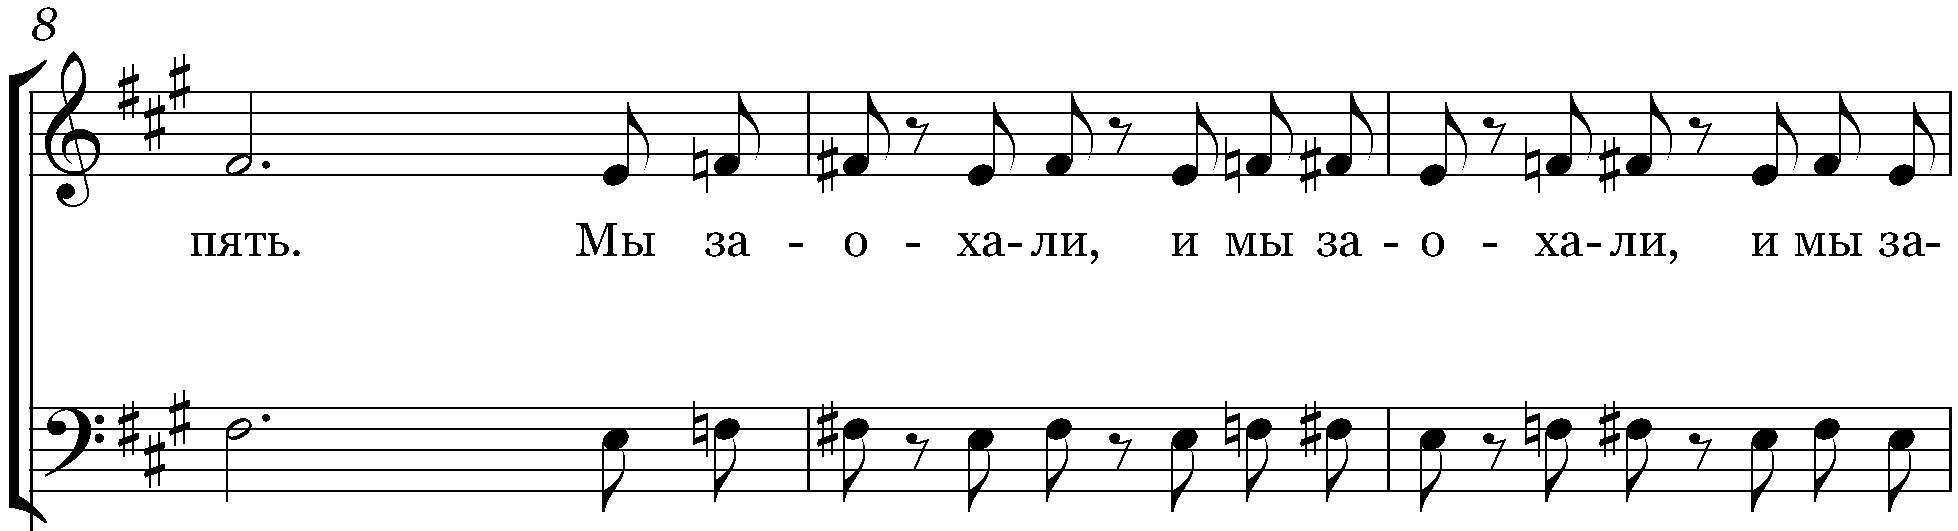 8
пять. Мы за - о - ха-ли, и мы за - о - ха-ли, и мы за-